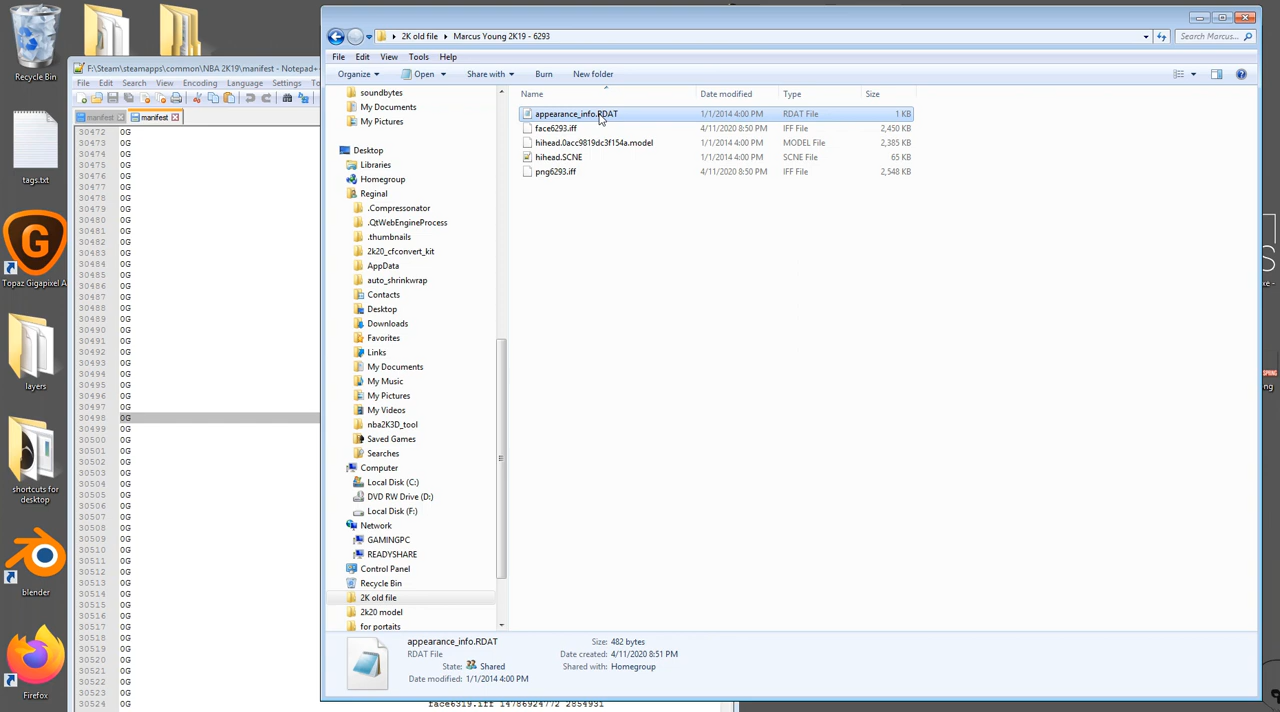 Recycle Bin
tags.txt
Topaz Gigapixel A
layers
shortcuts for
desktop
blender
Firefox
F:\Steam\steamapps\common\NBA 2K19\manifest - Notepad+
File Edit Search View Encoding Language Settings
manifest manifest
30472 0G
30473 0G
30474 0G
30475 0G
30476 0G
30477 0G
30478 0G
30479 0G
30480 0G
30481 0G
30482 0G
30483 0G
30484 0G
30485 0G
30486 0G
30487 0G
30488 0G
30489 0G
30490 0G
30491 0G
30492 0G
30493 0G
30494 0G
30495 0G
30496 0G
30497 0G
30498 0G
30499 0G
30500 0G
30501 0G
30502 0G
30503 0G
30504 0G
30505 0G
30506 0G
30507 0G
30508 0G
30509 0G
30510 0G
30511 0G
30512 0G
30513 0G
30514 0G
30515 0G
30516 0G
30517 0G
30518 0G
30519 0G
30520 0G
30521 0G
30522 0G
30523 0G
30524 0G
face6319.iff 14786924772 2854931
2K old file Marcus Young 2K19 - 6293
Search Marcus...
File Edit View Tools Help
Organize Open Share with Burn New folder
soundbytes
My Documents
My Pictures
Desktop
Libraries
Homegroup
Reginal
.Compressonator
.QtWebEngineProcess
.thumbnails
2k20_cfconvert_kit
AppData
auto_shrinkwrap
Contacts
Desktop
Downloads
Favorites
Links
My Documents
My Music
My Pictures
My Videos
nba2K3D_tool
Saved Games
Searches
Computer
Local Disk (C:)
DVD RW Drive (D:)
Local Disk (F:)
Network
GAMINGPC
READYSHARE
Control Panel
Recycle Bin
2K old file
2k20 model
for portaits
Name Date modified Type Size
appearance_info.RDAT 1/1/2014 4:00 PM RDAT File 1 KB
face6293.iff 4/11/2020 8:50 PM IFF File 2,450 KB
hihead.0acc9819dc3f154a.model 1/1/2014 4:00 PM MODEL File 2,385 KB
hihead.SCNE 1/1/2014 4:00 PM SCNE File 65 KB
png6293.iff 4/11/2020 8:50 PM IFF File 2,548 KB
appearance_info.RDAT Size: 482 bytes
RDAT File Date created: 4/11/2020 8:51 PM
State: Shared Shared with: Homegroup
Date modified: 1/1/2014 4:00 PM